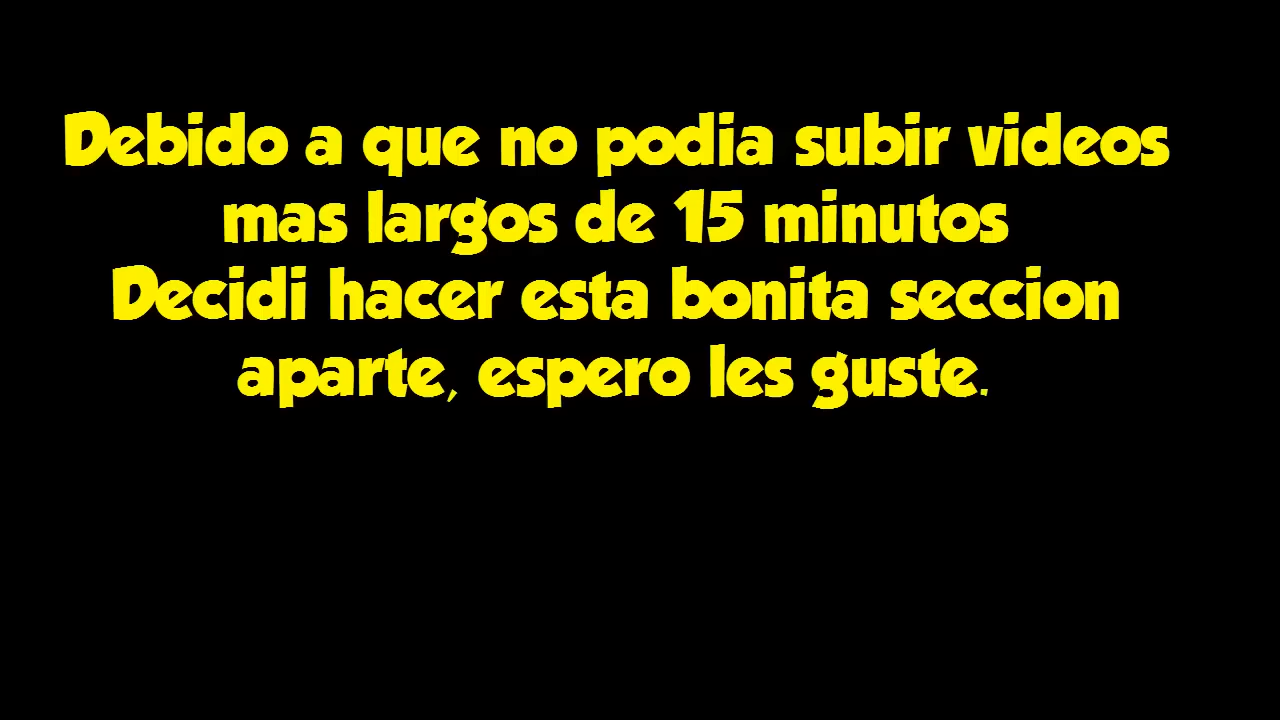 Debido a que no podia subir videos
mas largos de 15 minutos
Decidi hacer esta bonita seccion
aparte, espero les guste.